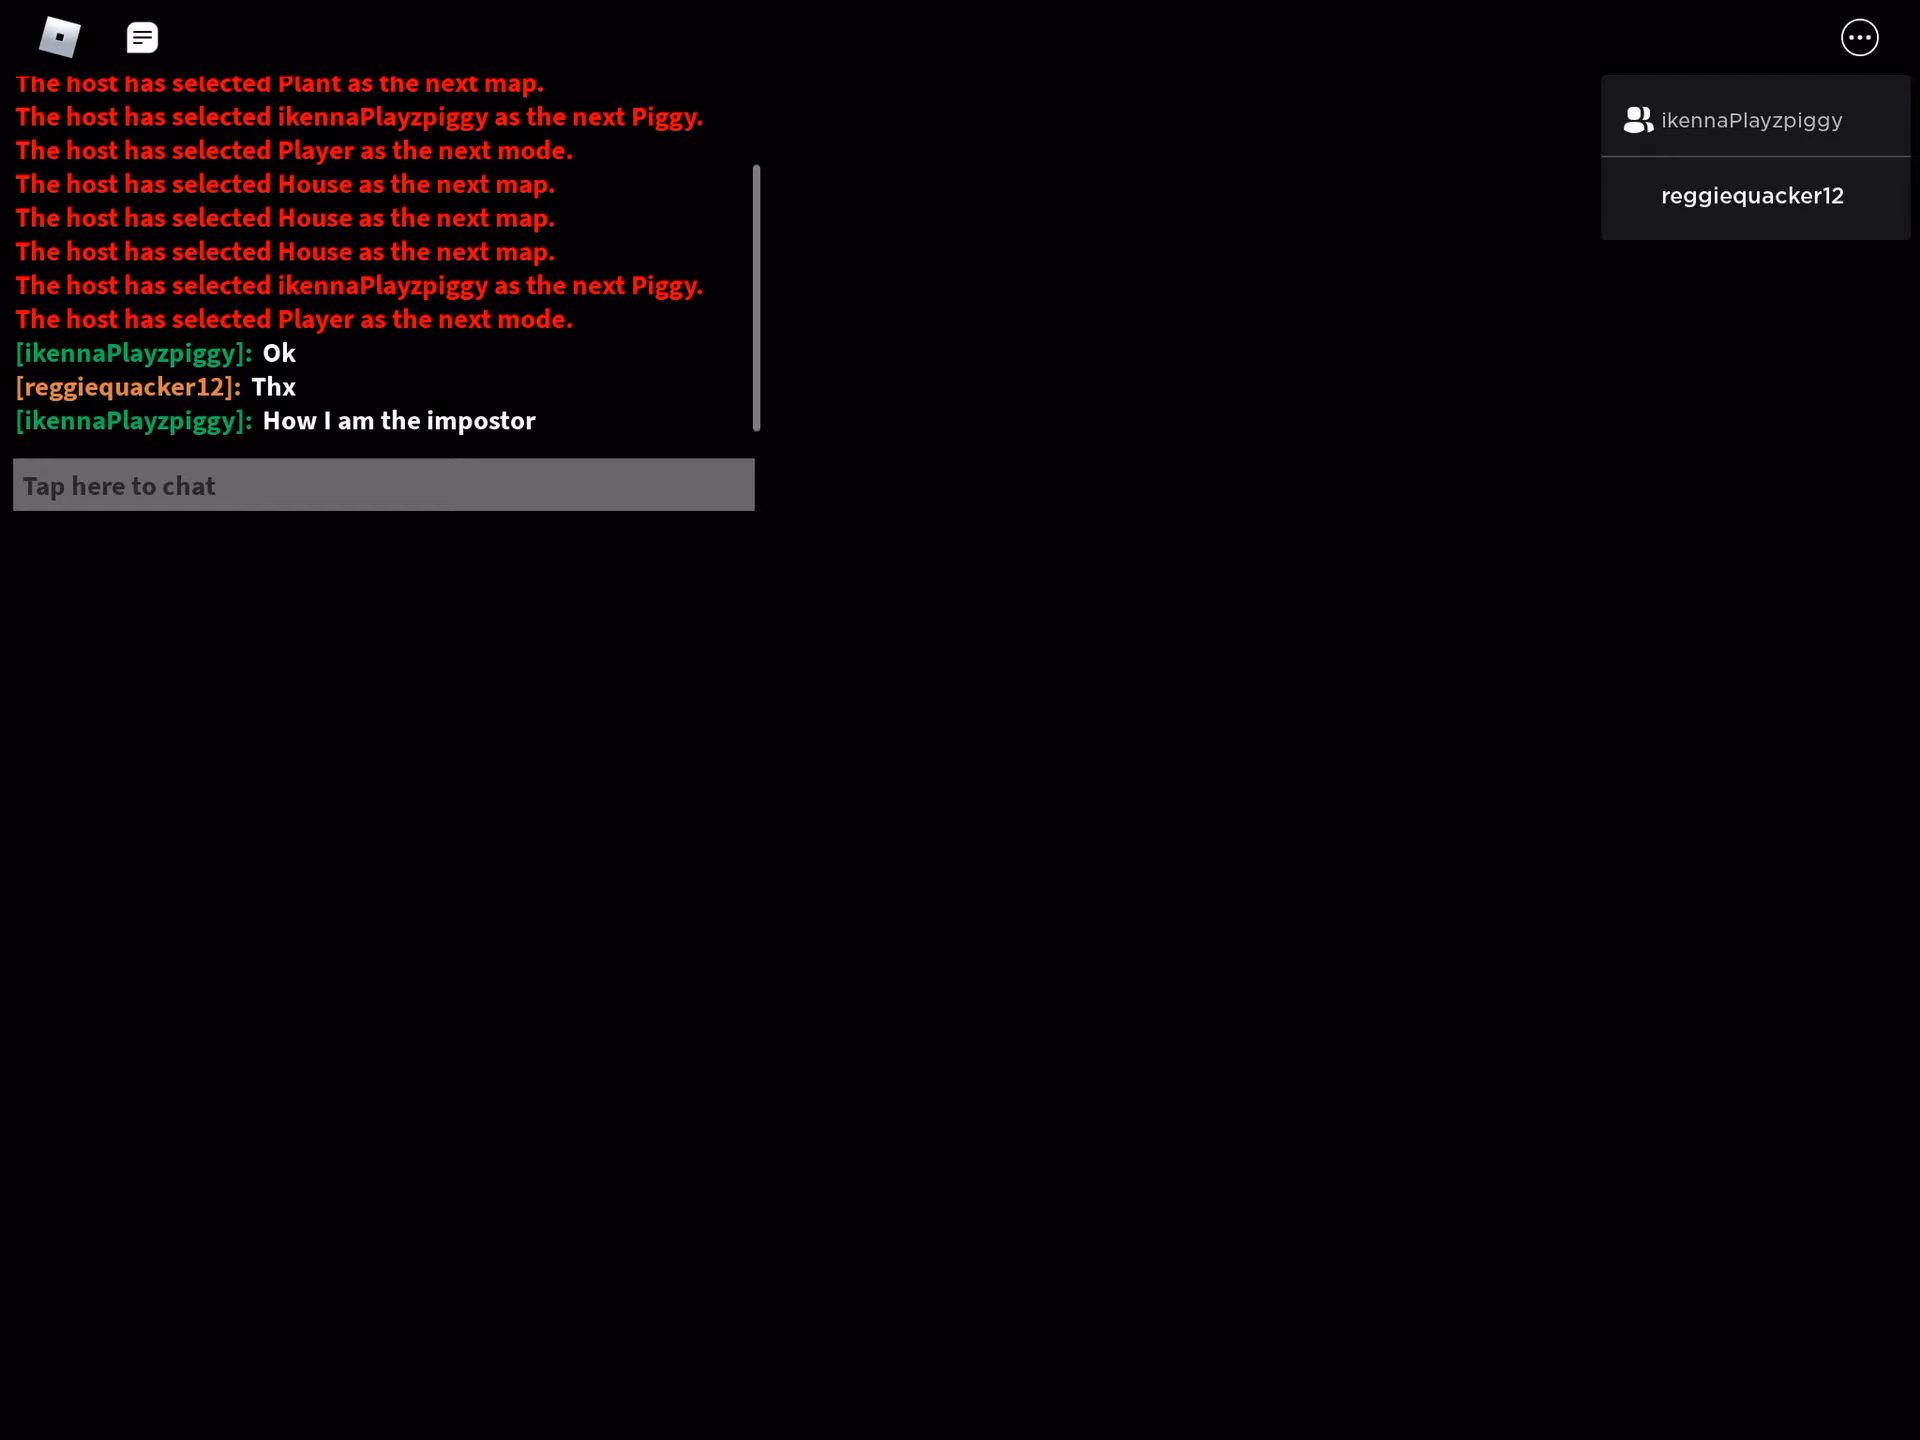 The host has selected Plant as the next map.
The host has selected ikennaPlayzpiggy as the next Piggy.
The host has selected Player as the next mode.
The host has selected House as the next map.
The host has selected House as the next map.
The host has selected House as the next map.
The host has selected ikennaPlayzpiggy as the next Piggy.
The host has selected Player as the next mode.
[ikennaPlayzpiggy]: Ok
[reggiequacker12]: Thx
[ikennaPlayzpiggy]: How I am the impostor
Tap here to chat
ikennaPlayzpiggy
reggiequacker12